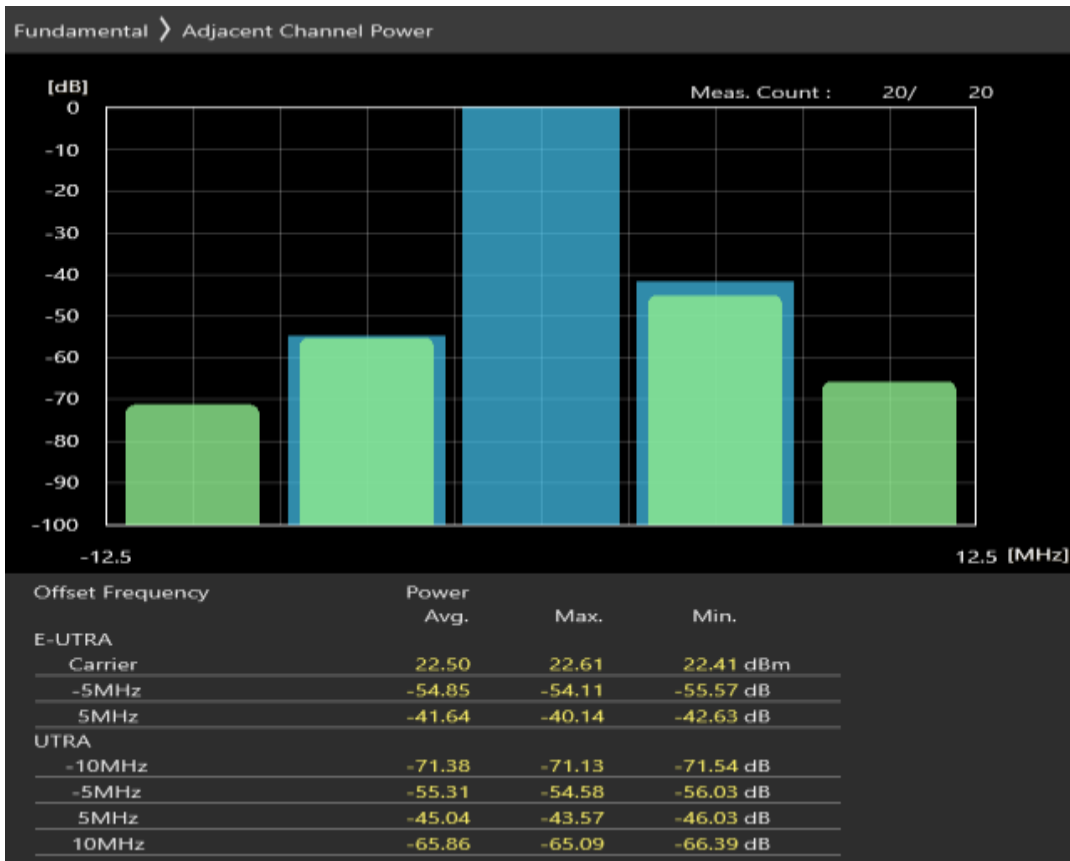 Fundamental ❯ Adjacent Channel Power
[dB]
Meas. Count : 20/ 20
0
-10
-20
-30
-40
-50
-60
-70
-80
-90
-100
-12.5 12.5 [MHz]
Offset Frequency Power
Avg. Max. Min.
E-UTRA
Carrier 22.50 22.61 22.41 dBm
-5MHz -54.85 -54.11 -55.57 dB
5MHz -41.64 -40.14 -42.63 dB
UTRA
-10MHz -71.38 -71.13 -71.54 dB
-5MHz -55.31 -54.58 -56.03 dB
5MHz -45.04 -43.57 -46.03 dB
10MHz -65.86 -65.09 -66.39 dB